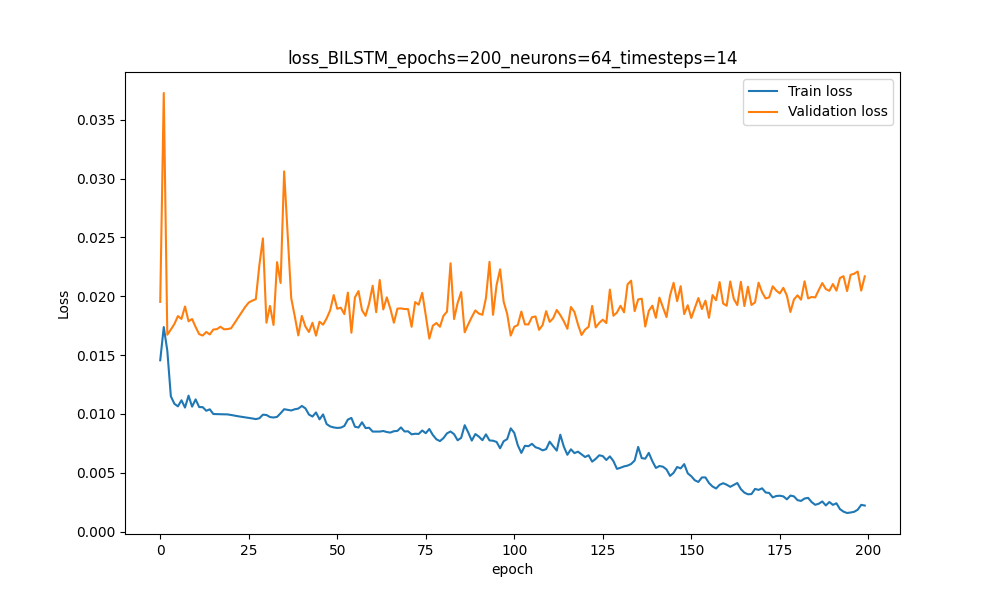 loss_BILSTM_epochs=200_neurons=64_timesteps=14
Train loss
Validation loss
0.035
0.030
0.025
0.020
0.015
0.010
0.005
0.000
Loss
0 25 50 75 100 125 150 175 200
epoch